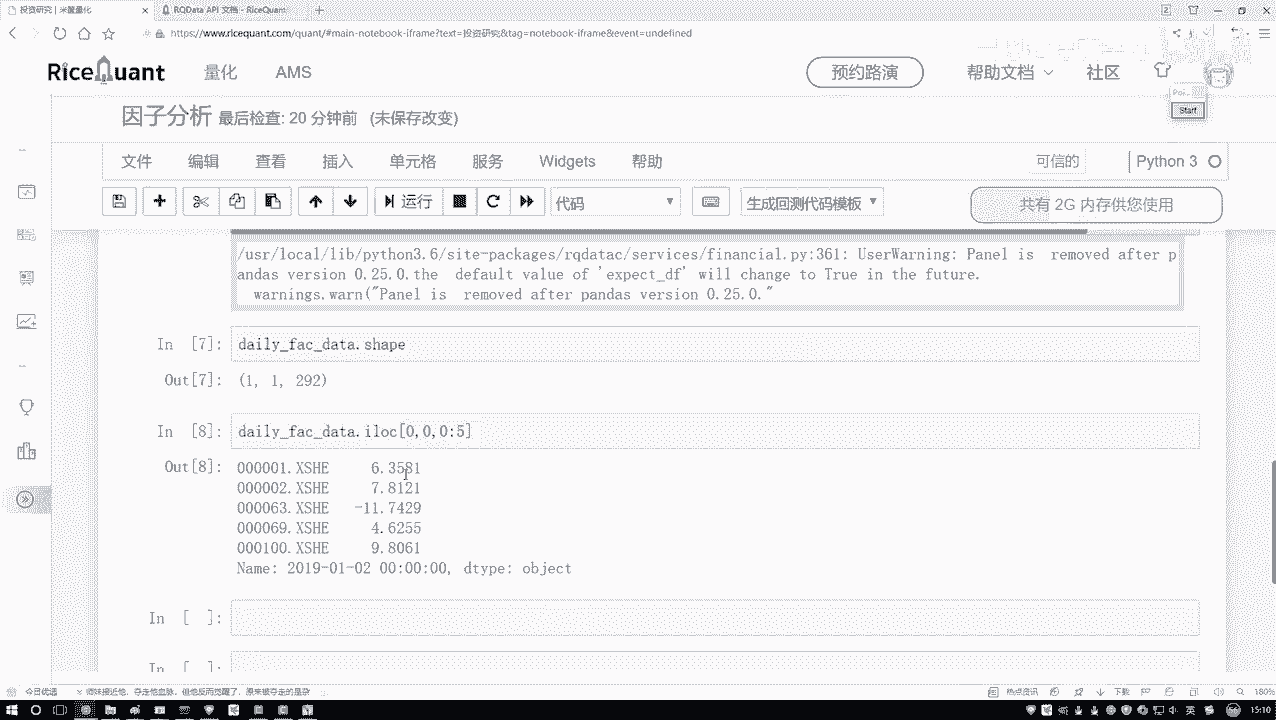 投资研究 | 米筐量化
RQData API 文档 - RiceQuant
https://www.ricequant.com/quant/#main-notebook-iframe?text=投资研究&tag=notebook-iframe&event=undefined
RiceQuant 量化 AMS 预约路演 帮助文档 社区
Start
因子分析 最后检查: 20 分钟前 (未保存改变)
文件 编辑 查看 插入 单元格 服务 Widgets 帮助 可信的 Python 3
运行 代码 生成回测代码模板 共有 2G 内存供您使用
/usr/local/lib/python3.6/site-packages/rqdatac/services/financial.py:361: UserWarning: Panel is  removed after p
andas version 0.25.0.the  default value of 'expect_df' will change to True in the future.
warnings.warn("Panel is  removed after pandas version 0.25.0."
In [7]: daily_fac_data.shape
Out[7]: (1, 1, 292)
In [8]: daily_fac_data.iloc[0,0,0:5]
Out[8]: 000001.XSHE 6.3581
000002.XSHE 7.8121
000063.XSHE -11.7429
000069.XSHE 4.6255
000100.XSHE 9.8061
Name: 2019-01-02 00:00:00, dtype: object
In [ ]:
In [ ]:
今日优选
热点资讯 下载 180%
英 15:10